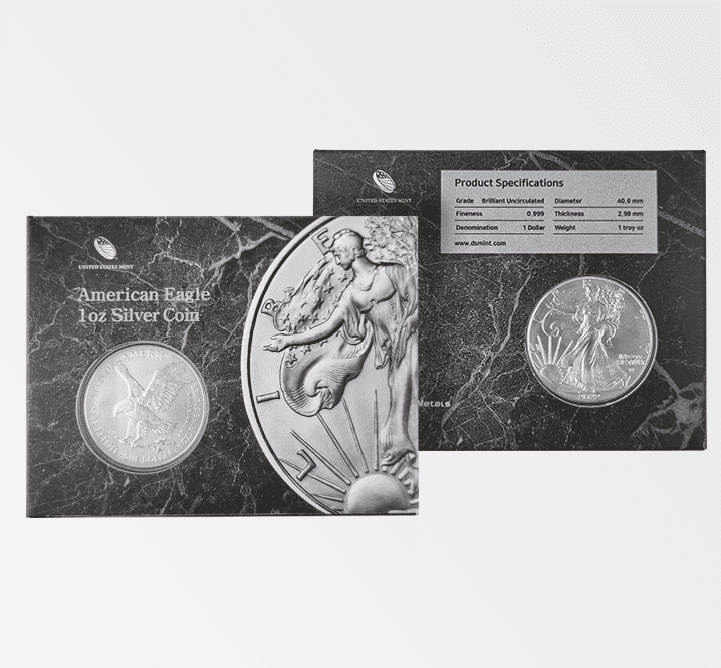 UNITED STATES MINT
American Eagle
1oz Silver Coin
L I B E
UNITED STATES MINT
Product Specifications
Grade Brilliant Uncirculated Diameter 40.6 mm
Fineness 0.999 Thickness 2.98 mm
Denomination 1 Dollar Weight 1 troy oz
www.dsmint.com
Metals